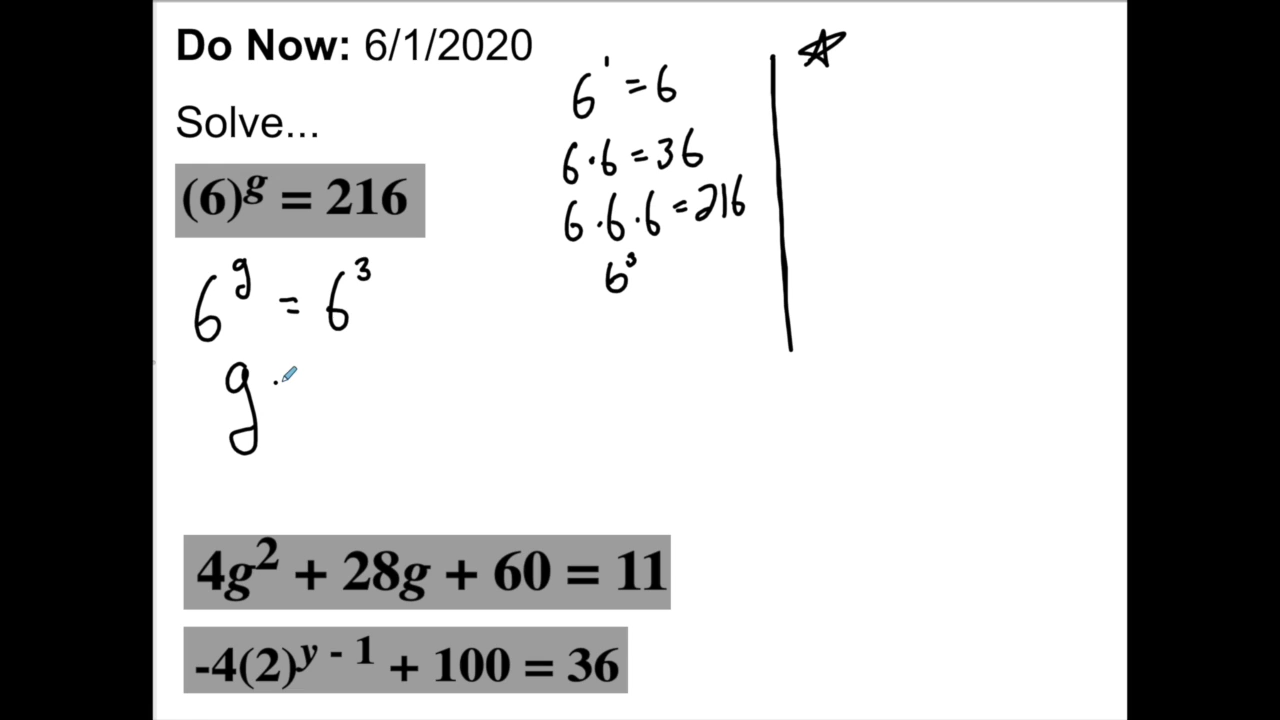 Do Now: 6/1/2020
Solve...
(6)^g = 216
6^g = 6^3
g
6^1 = 6
6·6 = 36
6·6·6 = 216
6^3
4g^2 + 28g + 60 = 11
-4(2)^{y - 1} + 100 = 36